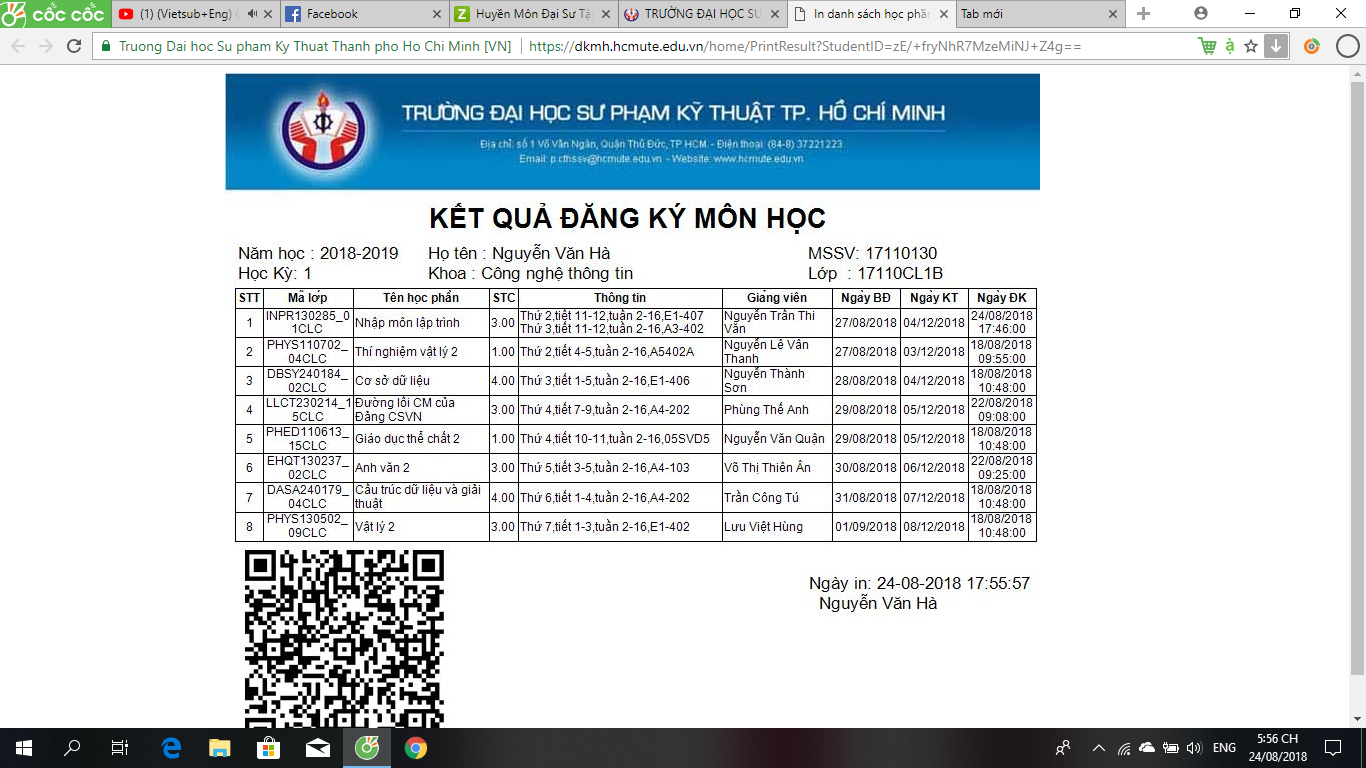 cốc cốc
(1) (Vietsub+Eng)
Facebook
Huyền Môn Đại Sư Tậ
TRƯỜNG ĐẠI HỌC SU
In danh sách học phầ
Tab mới
Truong Dai hoc Su pham Ky Thuat Thanh pho Ho Chi Minh [VN]
https://dkmh.hcmute.edu.vn/home/PrintResult?StudentID=zE/+fryNhR7MzeMiNJ+Z4g==
TRƯỜNG ĐẠI HỌC SƯ PHẠM KỸ THUẬT TP. HỒ CHÍ MINH
Địa chỉ: số 1 Võ Văn Ngân, Quận Thủ Đức, TP HCM. - Điện thoại: (84-8) 37221223
Email: p.cthssv@hcmute.edu.vn - Website: www.hcmute.edu.vn
KẾT QUẢ ĐĂNG KÝ MÔN HỌC
Năm học : 2018-2019 Họ tên : Nguyễn Văn Hà MSSV: 17110130
Học Kỳ: 1 Khoa : Công nghệ thông tin Lớp : 17110CL1B
STT Mã lớp Tên học phần STC Thông tin Giảng viên Ngày BĐ Ngày KT Ngày ĐK
1 INPR130285_01CLC Nhập môn lập trình 3.00 Thứ 2,tiết 11-12,tuần 2-16,E1-407 Thứ 3,tiết 11-12,tuần 2-16,A3-402 Nguyễn Trần Thi Văn 27/08/2018 04/12/2018 24/08/2018 17:46:00
2 PHYS110702_04CLC Thí nghiệm vật lý 2 1.00 Thứ 2,tiết 4-5,tuần 2-16,A5402A Nguyễn Lê Vân Thanh 27/08/2018 03/12/2018 18/08/2018 09:55:00
3 DBSY240184_02CLC Cơ sở dữ liệu 4.00 Thứ 3,tiết 1-5,tuần 2-16,E1-406 Nguyễn Thành Sơn 28/08/2018 04/12/2018 18/08/2018 10:48:00
4 LLCT230214_15CLC Đường lối CM của Đảng CSVN 3.00 Thứ 4,tiết 7-9,tuần 2-16,A4-202 Phùng Thế Anh 29/08/2018 05/12/2018 22/08/2018 09:08:00
5 PHED110613_15CLC Giáo dục thể chất 2 1.00 Thứ 4,tiết 10-11,tuần 2-16,05SVD5 Nguyễn Văn Quận 29/08/2018 05/12/2018 18/08/2018 10:48:00
6 EHQT130237_02CLC Anh văn 2 3.00 Thứ 5,tiết 3-5,tuần 2-16,A4-103 Võ Thị Thiên Ân 30/08/2018 06/12/2018 22/08/2018 09:25:00
7 DASA240179_04CLC Cấu trúc dữ liệu và giải thuật 4.00 Thứ 6,tiết 1-4,tuần 2-16,A4-202 Trần Công Tú 31/08/2018 07/12/2018 18/08/2018 10:48:00
8 PHYS130502_09CLC Vật lý 2 3.00 Thứ 7,tiết 1-3,tuần 2-16,E1-402 Lưu Việt Hùng 01/09/2018 08/12/2018 18/08/2018 10:48:00
Ngày in: 24-08-2018 17:55:57
Nguyễn Văn Hà
ENG
5:56 CH
24/08/2018